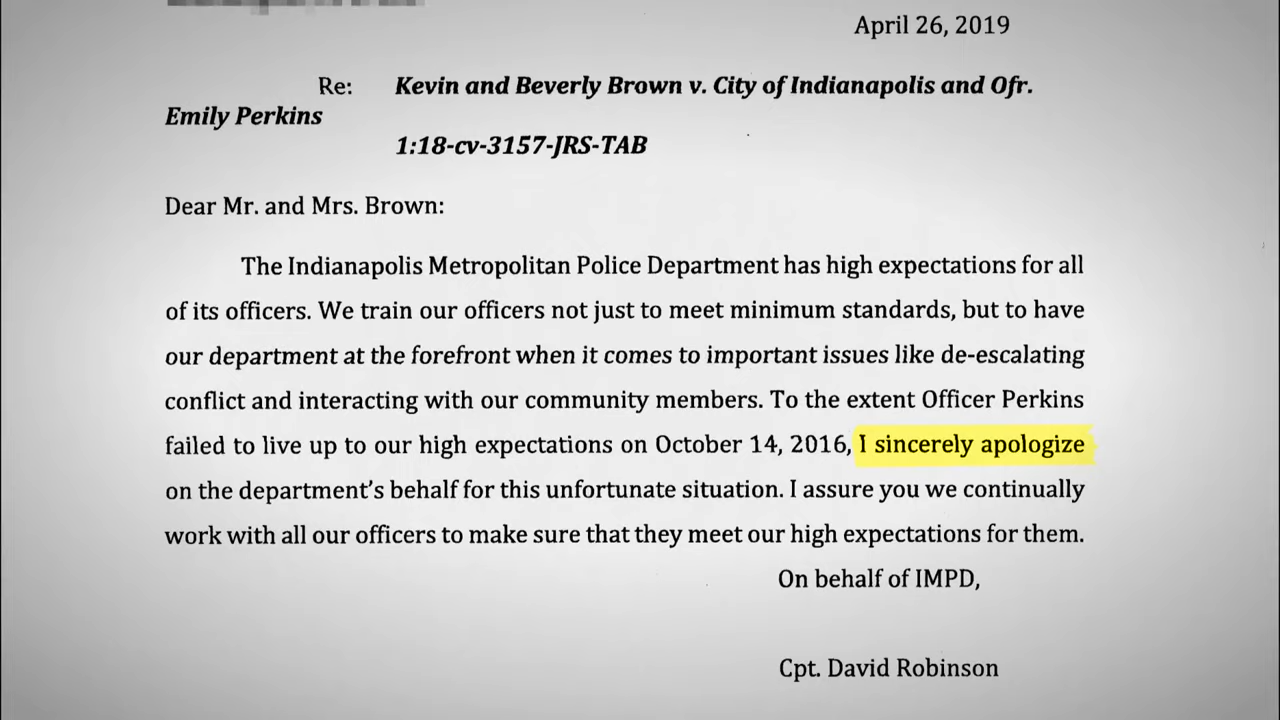 April 26, 2019
Re: Kevin and Beverly Brown v. City of Indianapolis and Ofr.
Emily Perkins
1:18-cv-3157-JRS-TAB
Dear Mr. and Mrs. Brown:
The Indianapolis Metropolitan Police Department has high expectations for all
of its officers. We train our officers not just to meet minimum standards, but to have
our department at the forefront when it comes to important issues like de-escalating
conflict and interacting with our community members. To the extent Officer Perkins
failed to live up to our high expectations on October 14, 2016, I sincerely apologize
on the department's behalf for this unfortunate situation. I assure you we continually
work with all our officers to make sure that they meet our high expectations for them.
On behalf of IMPD,
Cpt. David Robinson